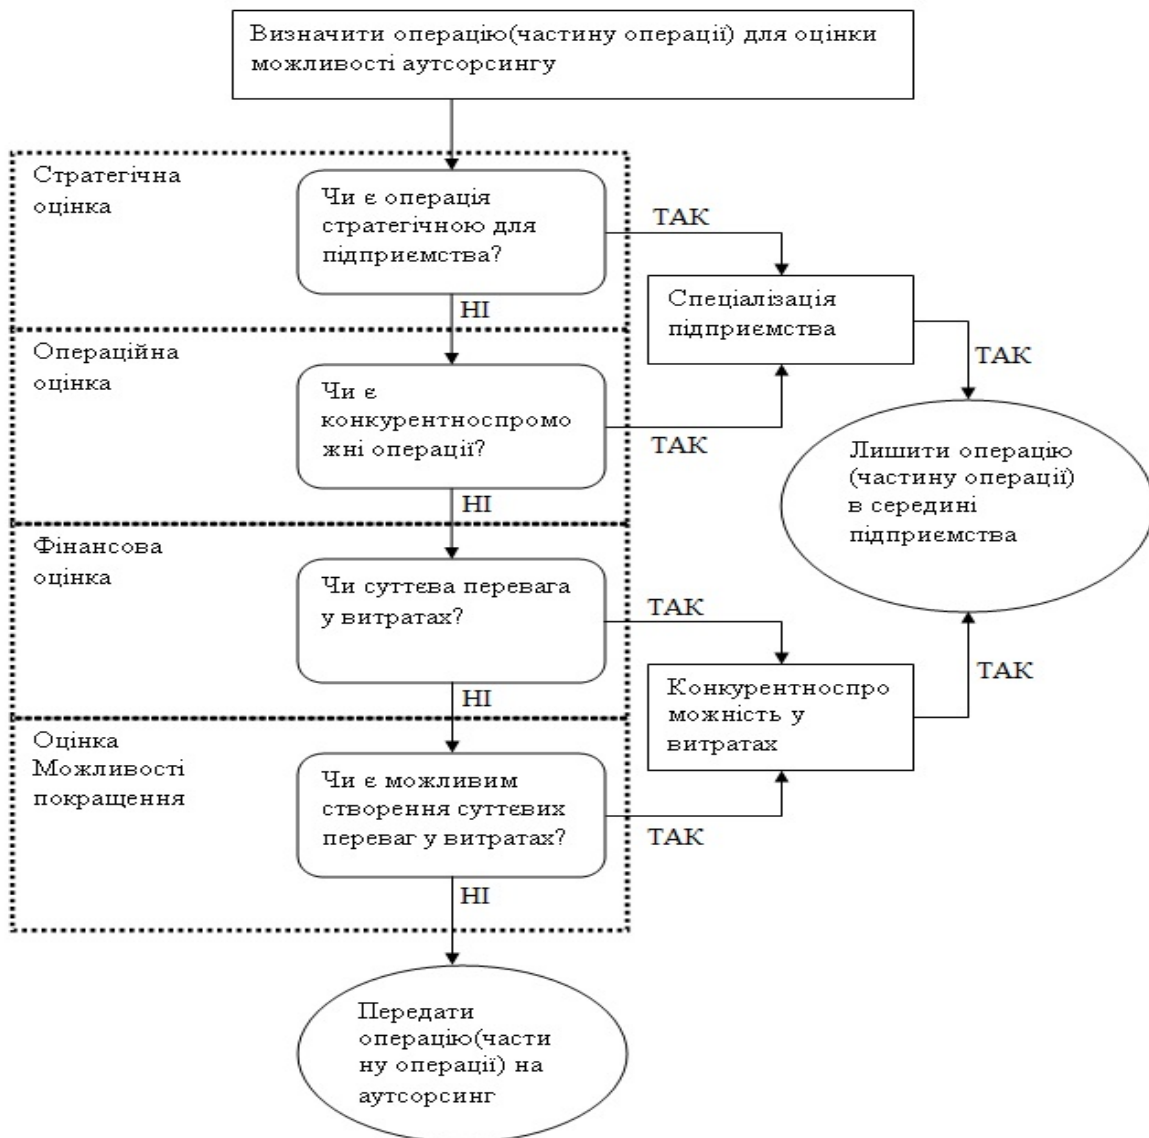 Визначити операцію(частину операції) для оцінки
можливості аутсорсингу
Стратегічна
оцінка
Чи є операція
стратегічною для
підприємства?
ТАК
НІ
Спеціалізація
підприємства
ТАК
Операційна
оцінка
Чи є
конкурентноспромо
жні операції?
ТАК
НІ
Лишити операцію
(частину операції)
в середині
підприємства
Фінансова
оцінка
Чи суттєва перевага
у витратах?
ТАК
НІ
Конкурентноспро
можність у
витратах
ТАК
Оцінка
Можливості
покращення
Чи є можливим
створення суттєвих
переваг у витратах?
ТАК
НІ
Передати
операцію(части
ну операції) на
аутсорсинг